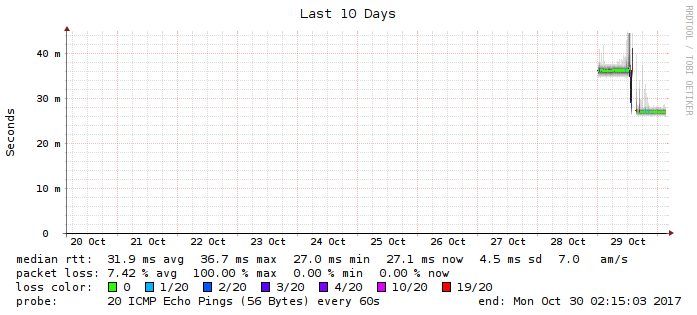 Last 10 Days
RRDTOOL / TOBI OETIKER
Seconds
40 m
30 m
20 m
10 m
0
20 Oct 21 Oct 22 Oct 23 Oct 24 Oct 25 Oct 26 Oct 27 Oct 28 Oct 29 Oct
median rtt: 31.9 ms avg 36.7 ms max 27.0 ms min 27.1 ms now 4.5 ms sd 7.0 am/s
packet loss: 7.42 % avg 100.00 % max 0.00 % min 0.00 % now
loss color: 0 1/20 2/20 3/20 4/20 10/20 19/20
probe: 20 ICMP Echo Pings (56 Bytes) every 60s end: Mon Oct 30 02:15:03 2017